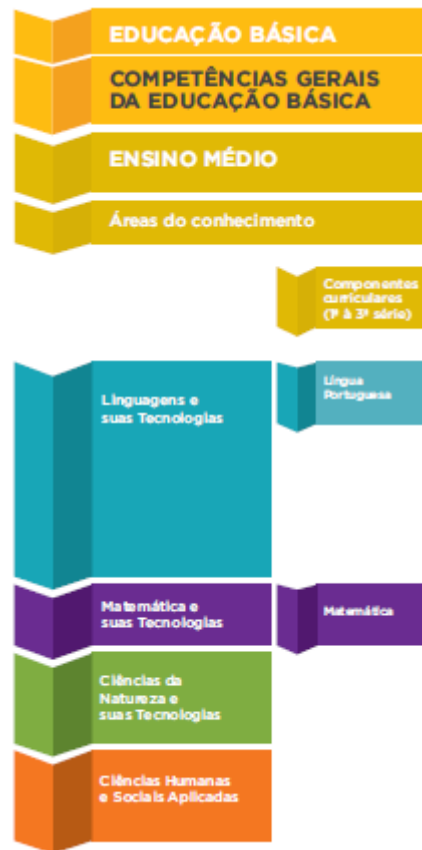 EDUCAÇÃO BÁSICA
COMPETÊNCIAS GERAIS
DA EDUCAÇÃO BÁSICA
ENSINO MÉDIO
Áreas do conhecimento
Componentes
curriculares
(1ª à 3ª série)
Linguagens e
suas Tecnologias
Língua
Portuguesa
Matemática e
suas Tecnologias
Matemática
Ciências da
Natureza e
suas Tecnologias
Ciências Humanas
e Sociais Aplicadas